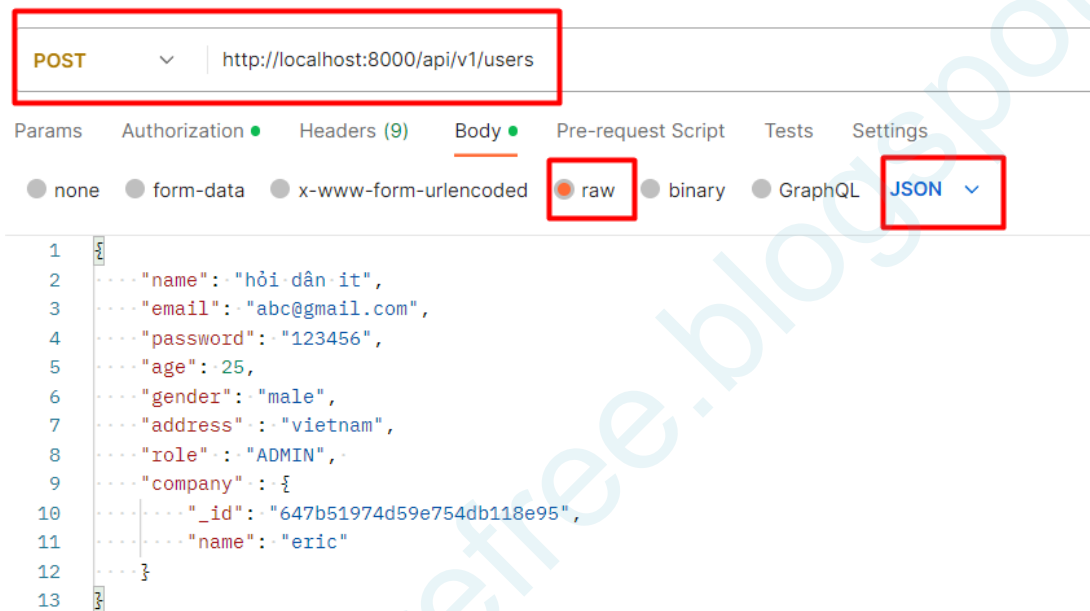 POST http://localhost:8000/api/v1/users
Params Authorization Headers (9) Body Pre-request Script Tests Settings
none form-data x-www-form-urlencoded raw binary GraphQL JSON
1 {
2 "name": "hỏi dân it",
3 "email": "abc@gmail.com",
4 "password": "123456",
5 "age": 25,
6 "gender": "male",
7 "address" : "vietnam",
8 "role" : "ADMIN",
9 "company" : {
10 "_id": "647b51974d59e754db118e95",
11 "name": "eric"
12 }
13 }
efree.blogspo